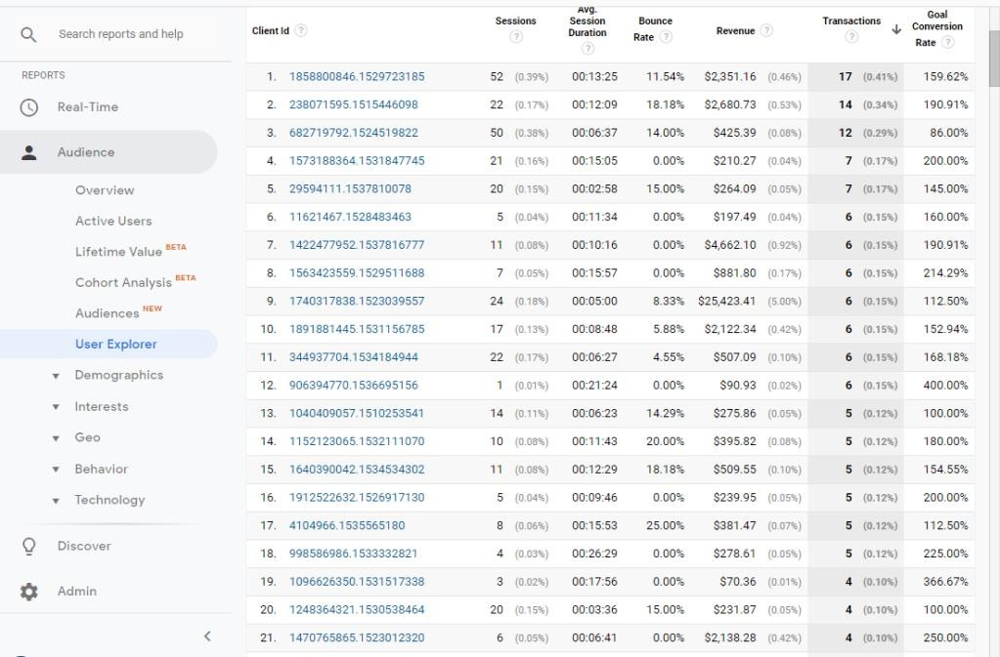 Search reports and help
REPORTS
Real-Time
Audience
Overview
Active Users
Lifetime Value BETA
Cohort Analysis BETA
Audiences NEW
User Explorer
Demographics
Interests
Geo
Behavior
Technology
Discover
Admin
Client Id ? Sessions ? Avg. Session Duration ? Bounce Rate ? Revenue ? Transactions ? Goal Conversion Rate ?
1. 1858800846.1529723185 52 (0.39%) 00:13:25 11.54% $2,351.16 (0.46%) 17 (0.41%) 159.62%
2. 238071595.1515446098 22 (0.17%) 00:12:09 18.18% $2,680.73 (0.53%) 14 (0.34%) 190.91%
3. 682719792.1524519822 50 (0.38%) 00:06:37 14.00% $425.39 (0.08%) 12 (0.29%) 86.00%
4. 1573188364.1531847745 21 (0.16%) 00:15:05 0.00% $210.27 (0.04%) 7 (0.17%) 200.00%
5. 29594111.1537810078 20 (0.15%) 00:02:58 15.00% $264.09 (0.05%) 7 (0.17%) 145.00%
6. 11621467.1528483463 5 (0.04%) 00:11:34 0.00% $197.49 (0.04%) 6 (0.15%) 160.00%
7. 1422477952.1537816777 11 (0.08%) 00:10:16 0.00% $4,662.10 (0.92%) 6 (0.15%) 190.91%
8. 1563423559.1529511688 7 (0.05%) 00:15:57 0.00% $881.80 (0.17%) 6 (0.15%) 214.29%
9. 1740317838.1523039557 24 (0.18%) 00:05:00 8.33% $25,423.41 (5.00%) 6 (0.15%) 112.50%
10. 1891881445.1531156785 17 (0.13%) 00:08:48 5.88% $2,122.34 (0.42%) 6 (0.15%) 152.94%
11. 344937704.1534184944 22 (0.17%) 00:06:27 4.55% $507.09 (0.10%) 6 (0.15%) 168.18%
12. 906394770.1536695156 1 (0.01%) 00:21:24 0.00% $90.93 (0.02%) 6 (0.15%) 400.00%
13. 1040409057.1510253541 14 (0.11%) 00:06:23 14.29% $275.86 (0.05%) 5 (0.12%) 100.00%
14. 1152123065.1532111070 10 (0.08%) 00:11:43 20.00% $395.82 (0.08%) 5 (0.12%) 180.00%
15. 1640390042.1534534302 11 (0.08%) 00:12:29 18.18% $509.55 (0.10%) 5 (0.12%) 154.55%
16. 1912522632.1526917130 5 (0.04%) 00:09:46 0.00% $239.95 (0.05%) 5 (0.12%) 200.00%
17. 4104966.1535565180 8 (0.06%) 00:15:53 25.00% $381.47 (0.07%) 5 (0.12%) 112.50%
18. 998586986.1533332821 4 (0.03%) 00:26:29 0.00% $278.61 (0.05%) 5 (0.12%) 225.00%
19. 1096626350.1531517338 3 (0.02%) 00:17:56 0.00% $70.36 (0.01%) 4 (0.10%) 366.67%
20. 1248364321.1530538464 20 (0.15%) 00:03:36 15.00% $231.87 (0.05%) 4 (0.10%) 100.00%
21. 1470765865.1523012320 6 (0.05%) 00:06:41 0.00% $2,138.28 (0.42%) 4 (0.10%) 250.00%